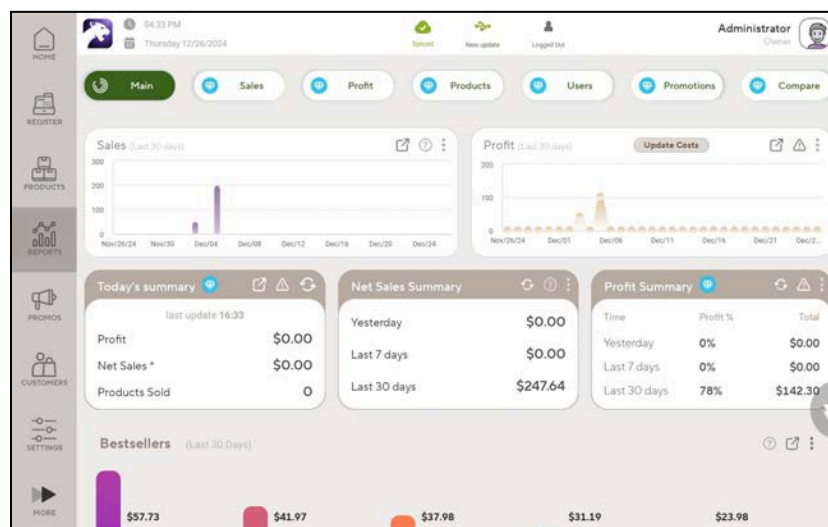 04:33 PM
Thursday 12/26/2024
Synced
New update
Logged Out
Administrator
Owner
HOME
REGISTER
PRODUCTS
REPORTS
PROMOS
CUSTOMERS
SETTINGS
MORE
Main
Sales
Profit
Products
Users
Promotions
Compare
Sales (Last 30 days)
300
200
100
0
Nov/26/24 Nov/30 Dec/04 Dec/08 Dec/12 Dec/16 Dec/20 Dec/24
Profit (Last 30 days) Update Costs
200
100
0
Nov/26/24 Dec/01 Dec/06 Dec/11 Dec/16 Dec/21 Dec/2...
Today's summary
last update 16:33
Profit $0.00
Net Sales * $0.00
Products Sold 0
Net Sales Summary
Yesterday $0.00
Last 7 days $0.00
Last 30 days $247.64
Profit Summary
Time Profit % Total
Yesterday 0% $0.00
Last 7 days 0% $0.00
Last 30 days 78% $142.30
Bestsellers (Last 30 Days)
$57.73 $41.97 $37.98 $31.19 $23.98